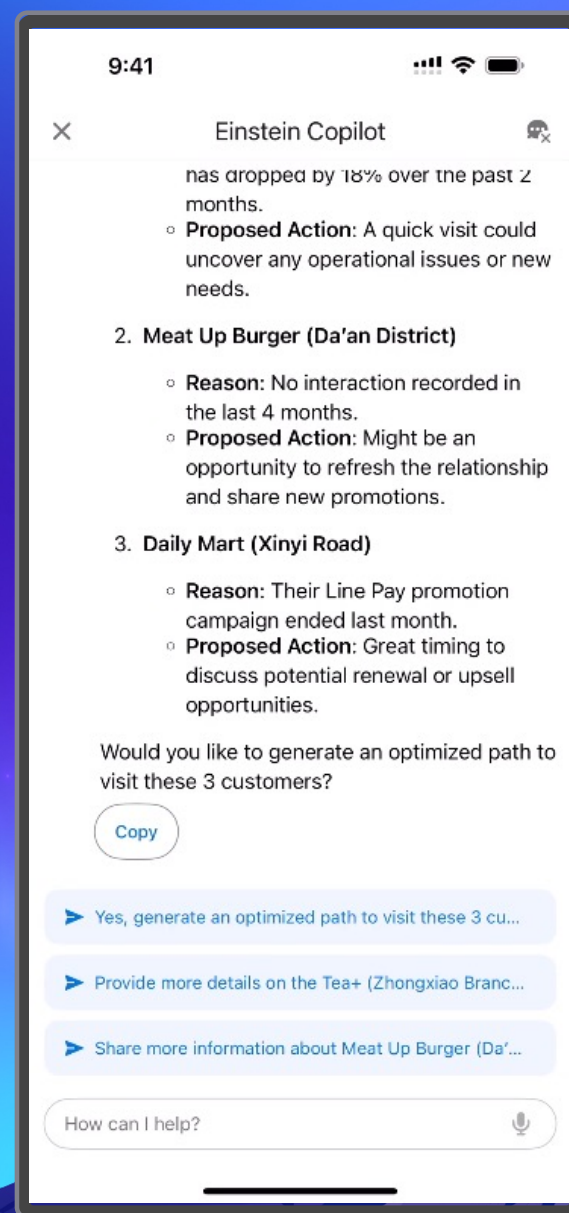 9:41
Einstein Copilot
has dropped by 18% over the past 2
months.
Proposed Action: A quick visit could
uncover any operational issues or new
needs.
2. Meat Up Burger (Da’an District)
Reason: No interaction recorded in
the last 4 months.
Proposed Action: Might be an
opportunity to refresh the relationship
and share new promotions.
3. Daily Mart (Xinyi Road)
Reason: Their Line Pay promotion
campaign ended last month.
Proposed Action: Great timing to
discuss potential renewal or upsell
opportunities.
Would you like to generate an optimized path to
visit these 3 customers?
Copy
Yes, generate an optimized path to visit these 3 cu...
Provide more details on the Tea+ (Zhongxiao Branc...
Share more information about Meat Up Burger (Da’...
How can I help?